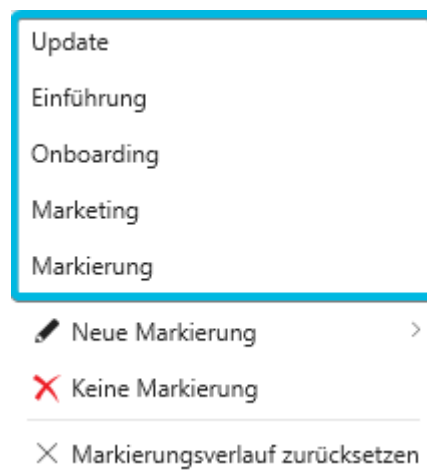 Update
Einführung
Onboarding
Marketing
Markierung
Neue Markierung
Keine Markierung
Markierungsverlauf zurücksetzen